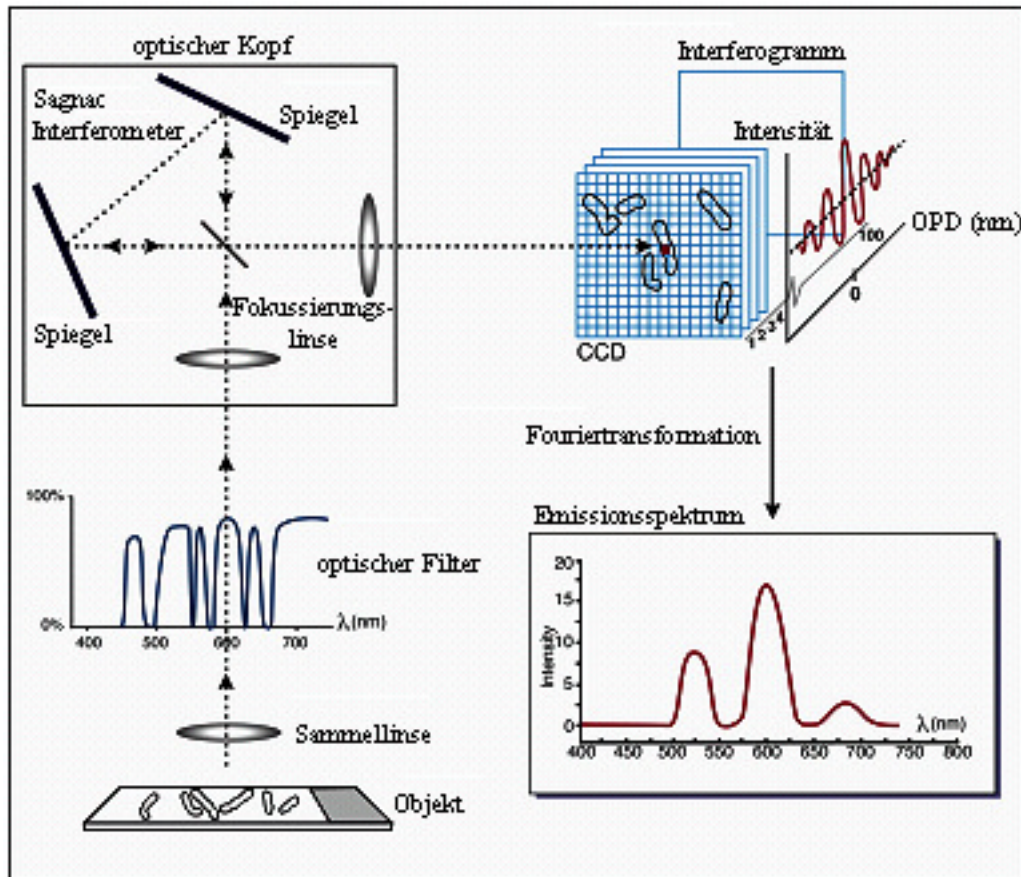 optischer Kopf
Sagnac
Interferometer
Spiegel
Spiegel
Fokussierungs-
linse
Interferogramm
Intensität
OPD (nm)
100
0
1 2 3 4
CCD
Fouriertransformation
100%
0%
optischer Filter
400 500 600 700 λ(nm)
Sammellinse
Objekt
Emissionsspektrum
20
15
10
5
0
Intensity
λ(nm)
400 450 500 550 600 650 700 750 800